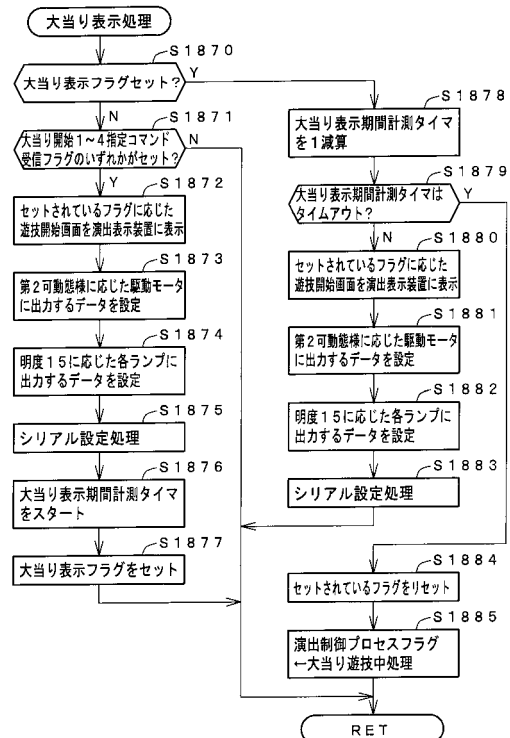 大当り表示処理
S1870
大当り表示フラグセット?
Y
N
S1871
大当り開始1~4指定コマンド
受信フラグのいずれかがセット?
N
Y
S1872
セットされているフラグに応じた
遊技開始画面を演出表示装置に表示
S1873
第2可動態様に応じた駆動モータ
に出力するデータを設定
S1874
明度15に応じた各ランプに
出力するデータを設定
S1875
シリアル設定処理
S1876
大当り表示期間計測タイマ
をスタート
S1877
大当り表示フラグをセット
S1878
大当り表示期間計測タイマ
を1減算
S1879
大当り表示期間計測タイマは
タイムアウト?
Y
N
S1880
セットされているフラグに応じた
遊技開始画面を演出表示装置に表示
S1881
第2可動態様に応じた駆動モータ
に出力するデータを設定
S1882
明度15に応じた各ランプに
出力するデータを設定
S1883
シリアル設定処理
S1884
セットされているフラグをリセット
S1885
演出制御プロセスフラグ
←大当り遊技中処理
RET